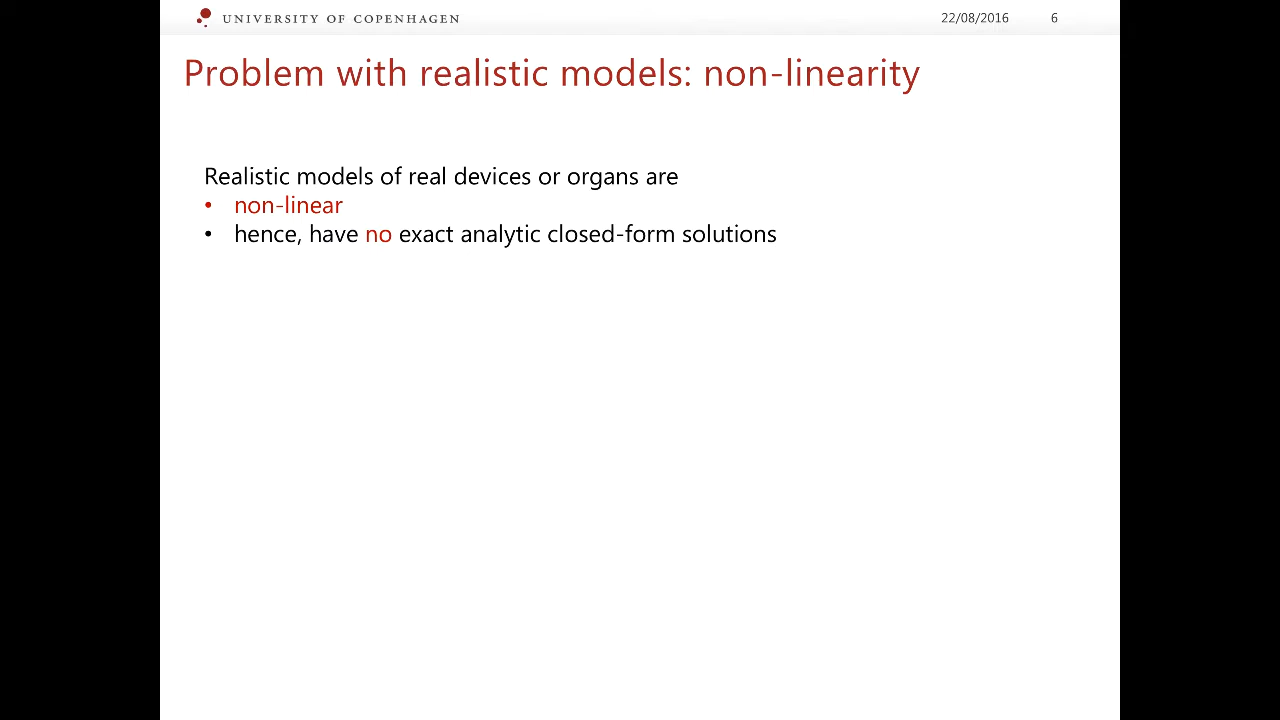 UNIVERSITY OF COPENHAGEN
22/08/2016 6
Problem with realistic models: non-linearity
Realistic models of real devices or organs are
• non-linear
• hence, have no exact analytic closed-form solutions